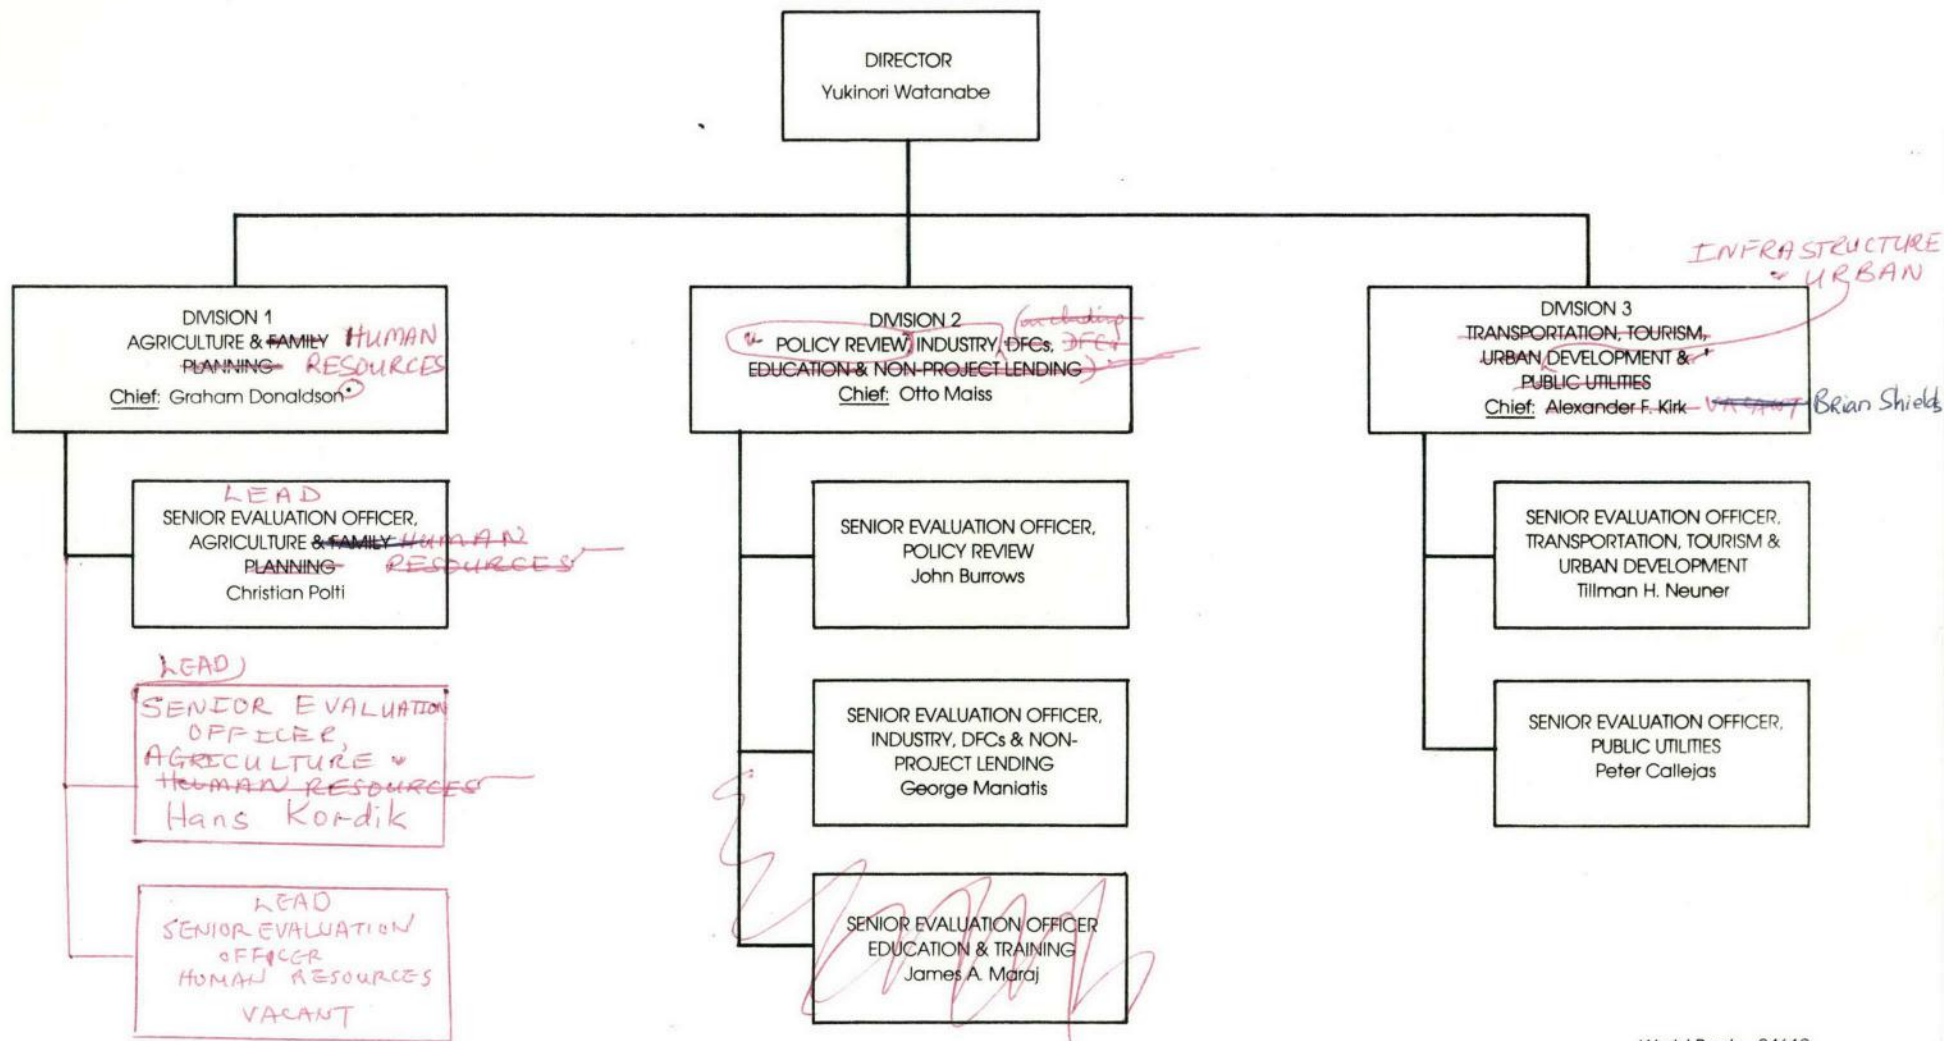 DIRECTOR
Yukinori Watanabe
INFRASTRUCTURE
& URBAN
DIVISION 1
AGRICULTURE & FAMILY HUMAN
PLANNING RESOURCES
Chief: Graham Donaldson
DIVISION 2 (including
POLICY REVIEW, INDUSTRY, DFCs, DFCs
EDUCATION & NON-PROJECT LENDING)
Chief: Otto Maiss
DIVISION 3
TRANSPORTATION, TOURISM,
URBAN DEVELOPMENT &
PUBLIC UTILITIES
Chief: Alexander F. Kirk VACANT Brian Shields
LEAD
SENIOR EVALUATION OFFICER,
AGRICULTURE & FAMILY HUMAN
PLANNING RESOURCES
Christian Polti
LEAD
SENIOR EVALUATION
OFFICER,
AGRICULTURE &
HUMAN RESOURCES
Hans Kordik
LEAD
SENIOR EVALUATION
OFFICER
HUMAN RESOURCES
VACANT
SENIOR EVALUATION OFFICER,
POLICY REVIEW
John Burrows
SENIOR EVALUATION OFFICER,
INDUSTRY, DFCs & NON-
PROJECT LENDING
George Maniatis
SENIOR EVALUATION OFFICER
EDUCATION & TRAINING
James A. Maraj
SENIOR EVALUATION OFFICER,
TRANSPORTATION, TOURISM &
URBAN DEVELOPMENT
Tillman H. Neuner
SENIOR EVALUATION OFFICER,
PUBLIC UTILITIES
Peter Callejas